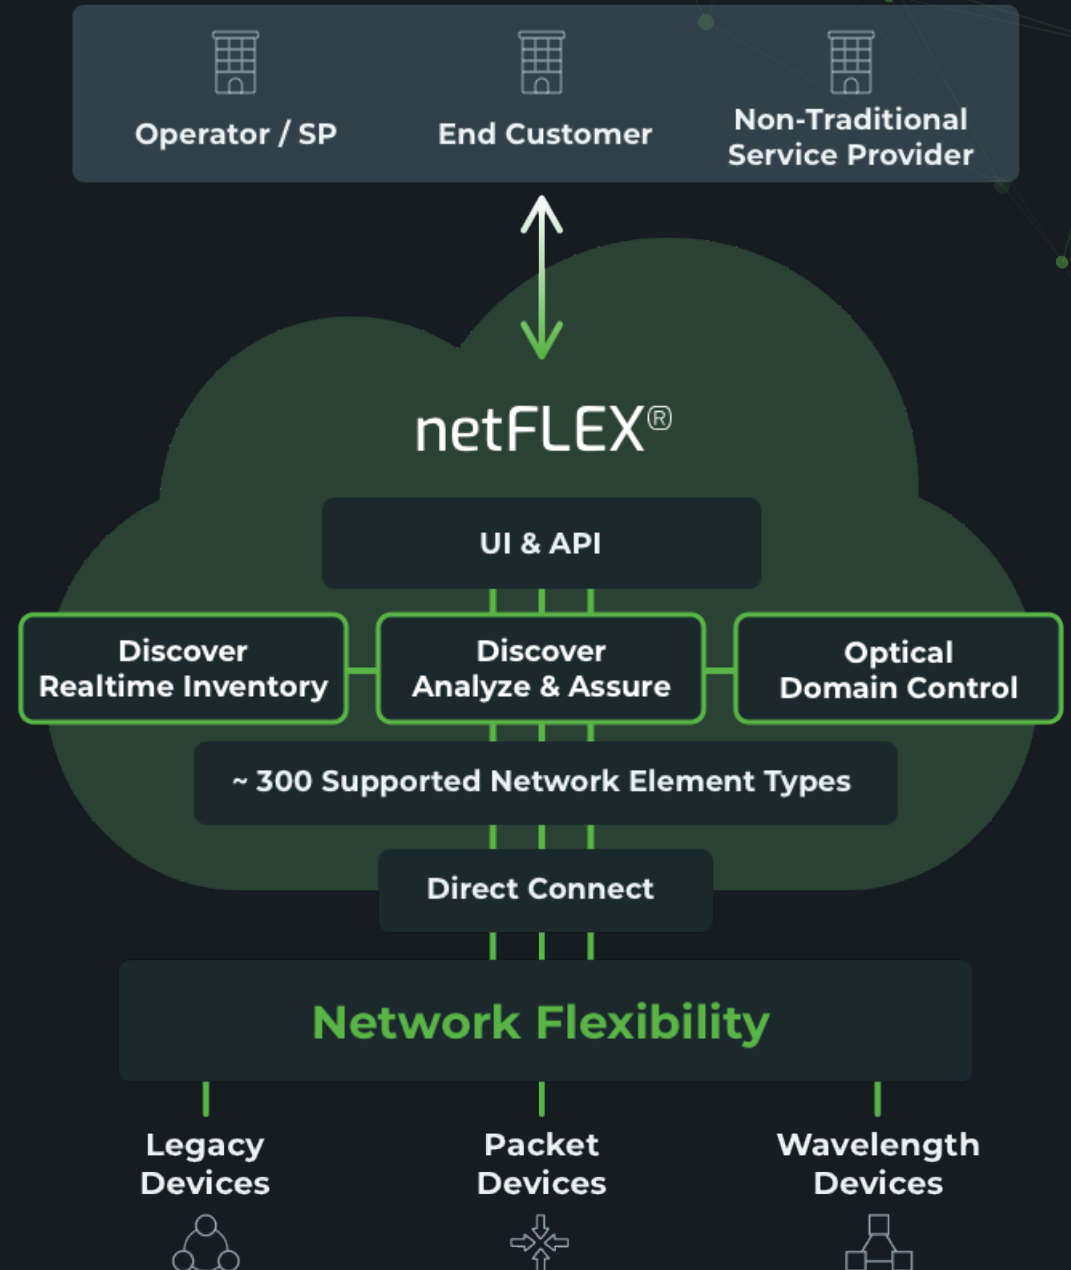 Operator / SP
End Customer
Non-Traditional
Service Provider
netFLEX®
UI & API
Discover
Realtime Inventory
Discover
Analyze & Assure
Optical
Domain Control
~ 300 Supported Network Element Types
Direct Connect
Network Flexibility
Legacy
Devices
Packet
Devices
Wavelength
Devices